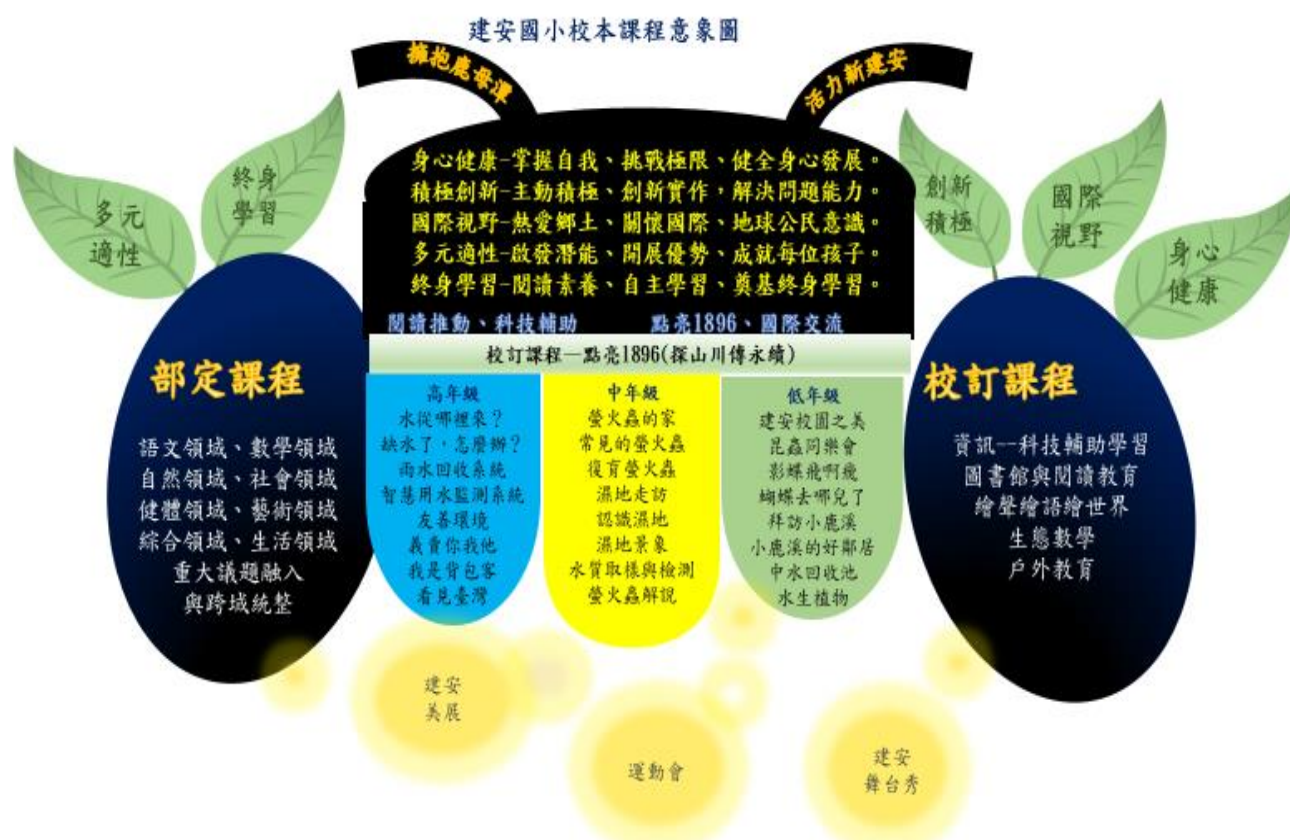 建安國小校本課程意象圖
擁抱鹿母潭
活力新建安
身心健康-掌握自我、挑戰極限、健全身心發展。
積極創新-主動積極、創新實作,解決問題能力。
國際視野-熱愛鄉土、關懷國際、地球公民意識。
多元適性-啟發潛能、開展優勢、成就每位孩子。
終身學習-閱讀素養、自主學習、奠基終身學習。
閱讀推動、科技輔助 點亮1896、國際交流
校訂課程—點亮1896(探山川傳永續)
多元
適性
終身
學習
創新
積極
國際
視野
身心
健康
部定課程
語文領域、數學領域
自然領域、社會領域
健體領域、藝術領域
綜合領域、生活領域
重大議題融入
與跨域統整
高年級
水從哪裡來?
缺水了,怎麼辦?
雨水回收系統
智慧用水監測系統
友善環境
義賣你我他
我是背包客
看見臺灣
中年級
螢火蟲的家
常見的螢火蟲
復育螢火蟲
濕地走訪
認識濕地
濕地景象
水質取樣與檢測
螢火蟲解說
低年級
建安校園之美
昆蟲同樂會
影蝶飛啊飛
蝴蝶去哪兒了
拜訪小鹿溪
小鹿溪的好鄰居
中水回收池
水生植物
校訂課程
資訊--科技輔助學習
圖書館與閱讀教育
繪聲繪語繪世界
生態數學
戶外教育
建安
美展
運動會
建安
舞台秀